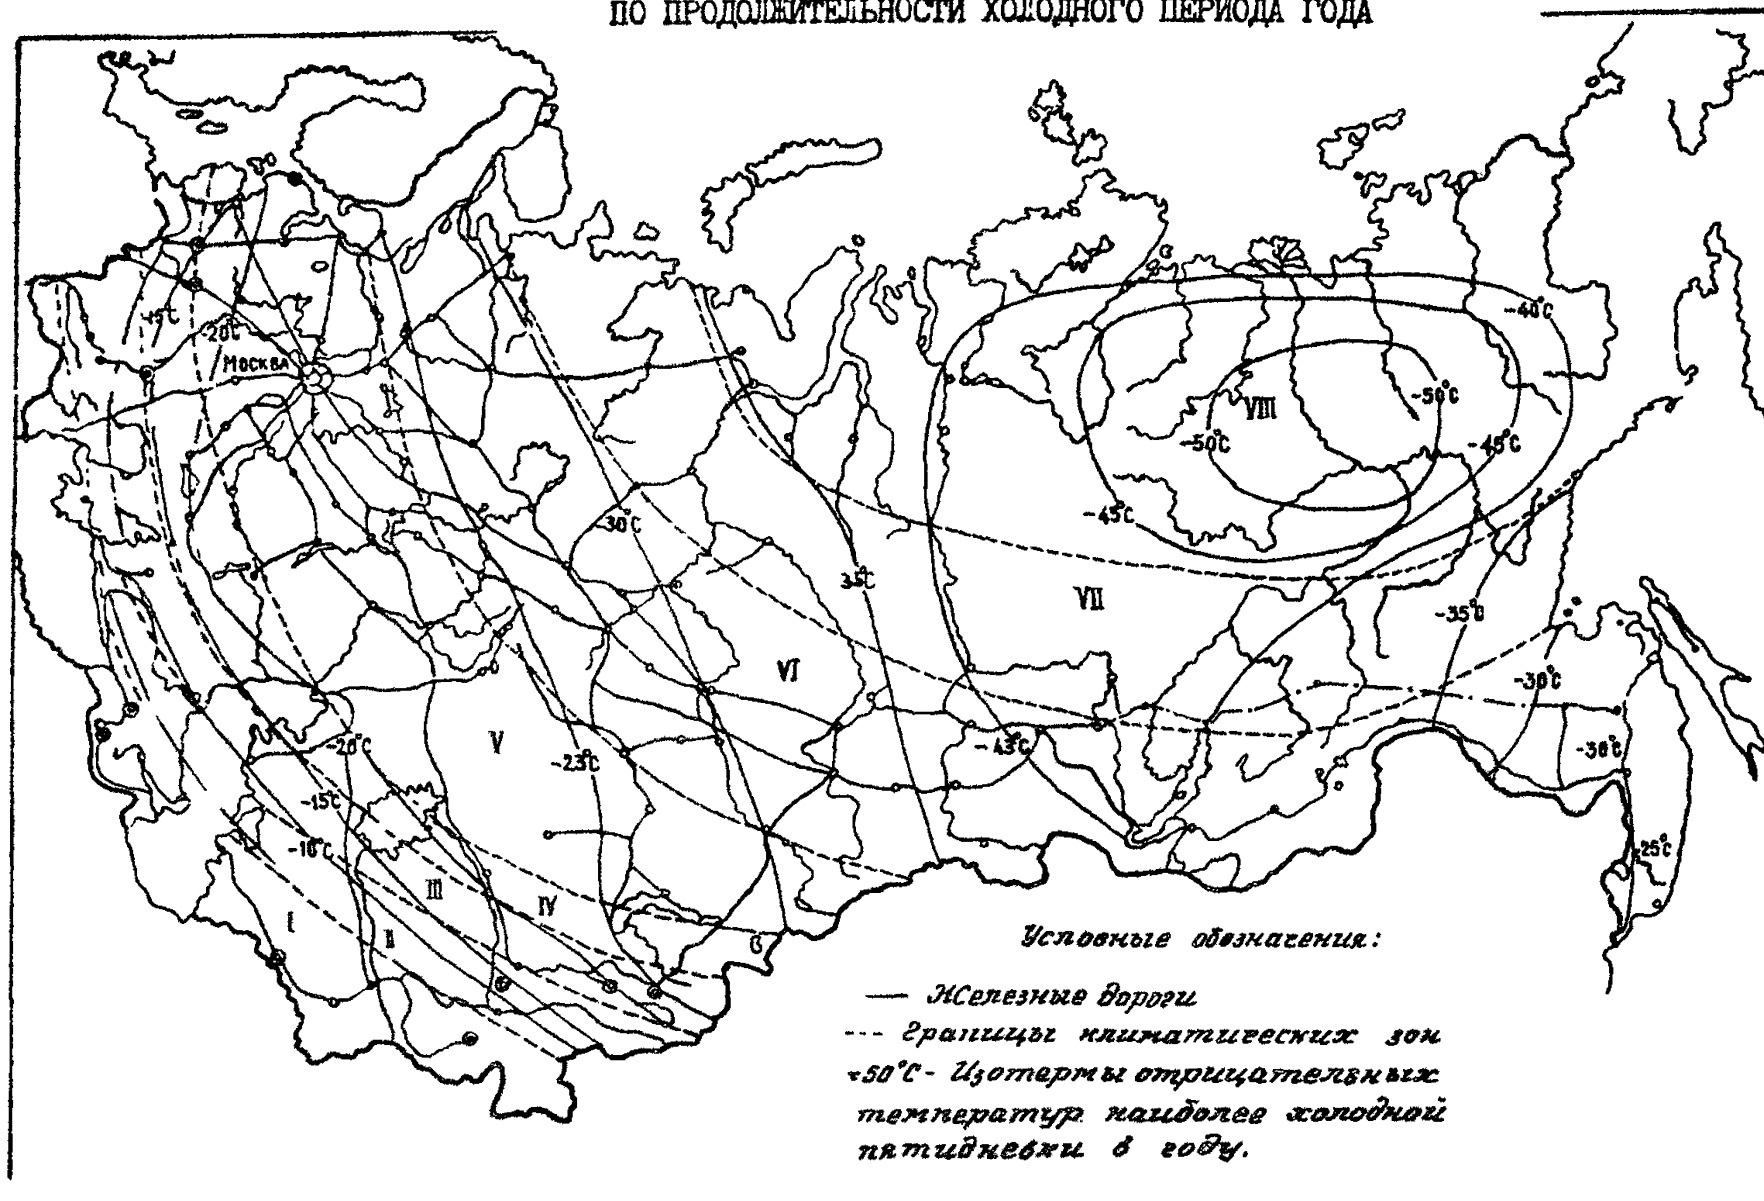 ПО ПРОДОЛЖИТЕЛЬНОСТИ ХОЛОДНОГО ПЕРИОДА ГОДА
-40°С
-15°С
-20°С
Москва
VIII
-50°С
-50°С
-45°С
-45°С
-30°С
35°С
VII
-35°С
VI
-30°С
V
-20°С
-43°С
-30°С
-23°С
-15°С
-10°С
-25°С
III
IV
I
II
Условные обозначения:
— Железные дороги
--- Границы климатических зон
-50°С - Изотермы отрицательных
температур наиболее холодной
пятидневки в году.